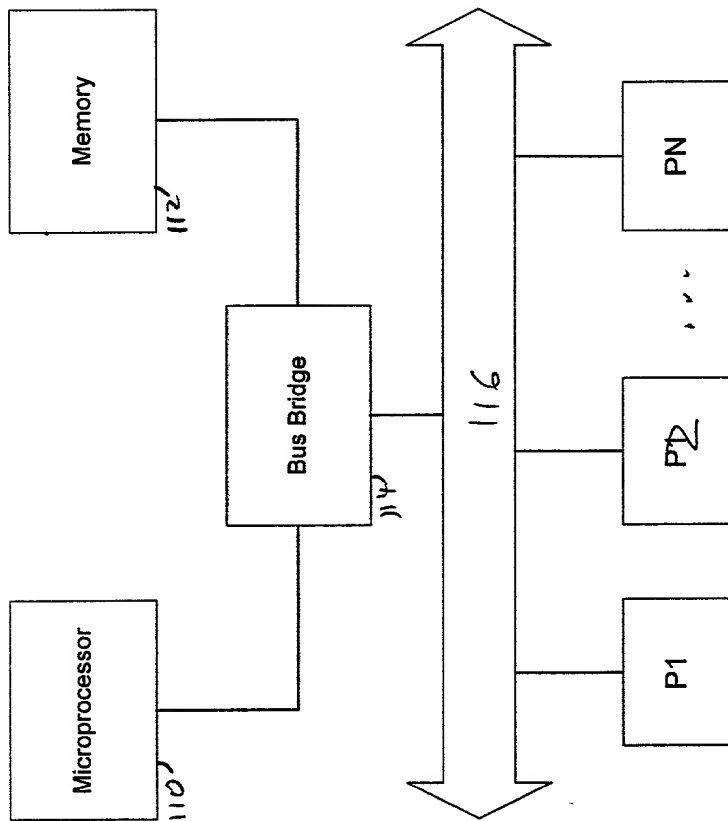 Microprocessor
110
Memory
112
Bus Bridge
114
116
P1
P2
...
PN